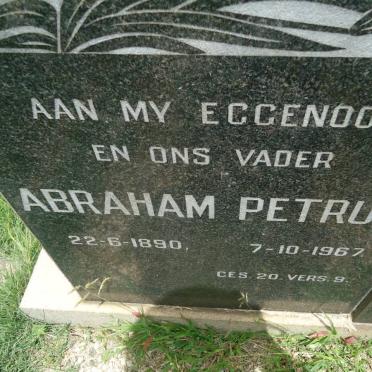 AAN MY EGGENOO
EN ONS VADER
ABRAHAM PETRU
22-6-1890, 7-10-1967
GES. 20. VERS. 9.